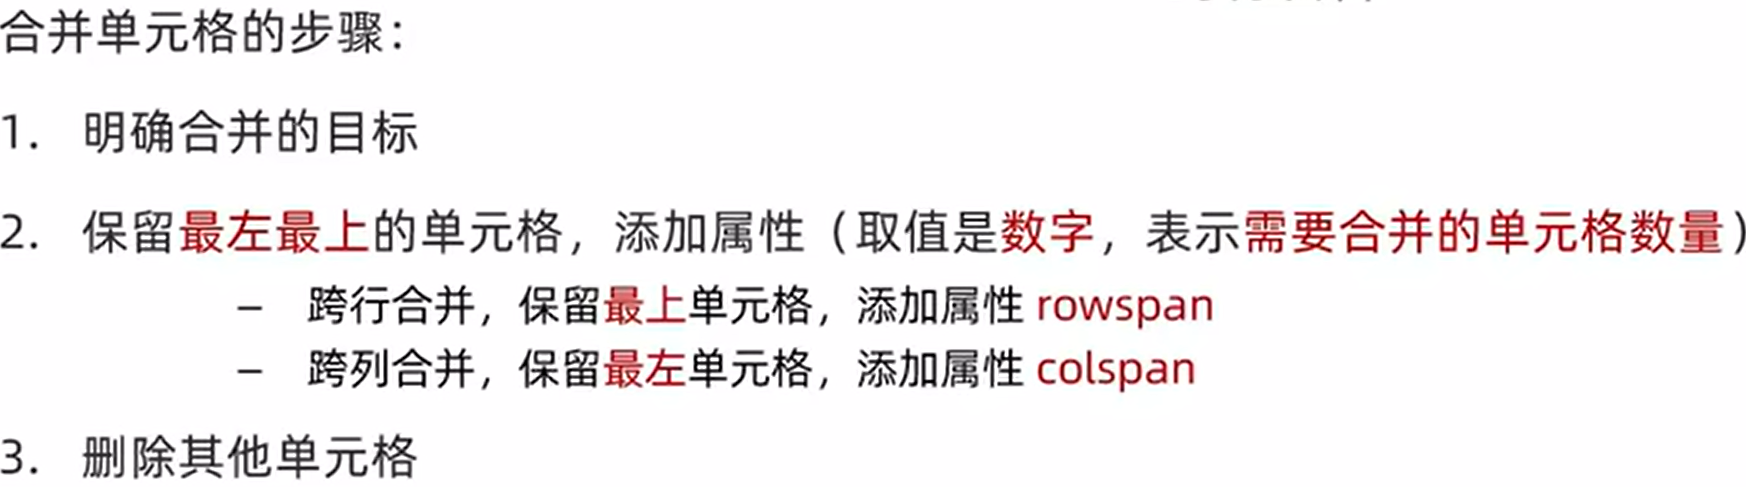 合并单元格的步骤：
1. 明确合并的目标
2. 保留最左最上的单元格，添加属性（取值是数字，表示需要合并的单元格数量）
– 跨行合并，保留最上单元格，添加属性 rowspan
– 跨列合并，保留最左单元格，添加属性 colspan
3. 删除其他单元格